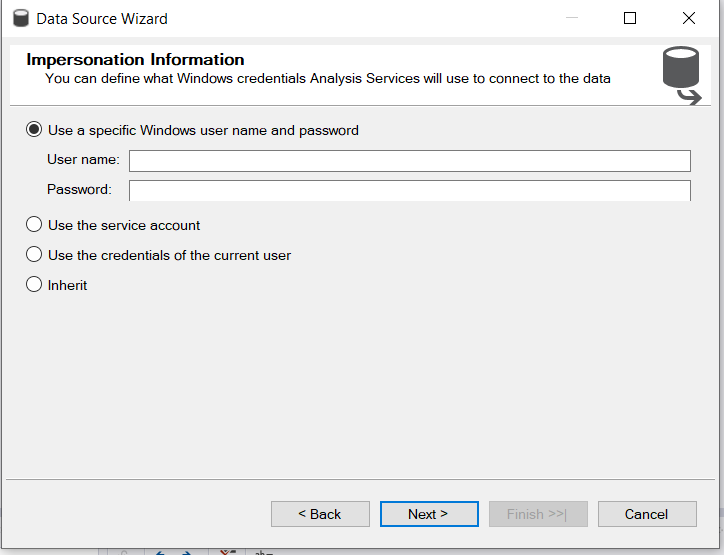 Data Source Wizard
Impersonation Information
You can define what Windows credentials Analysis Services will use to connect to the data
Use a specific Windows user name and password
User name:
Password:
Use the service account
Use the credentials of the current user
Inherit
< Back Next > Finish >>| Cancel